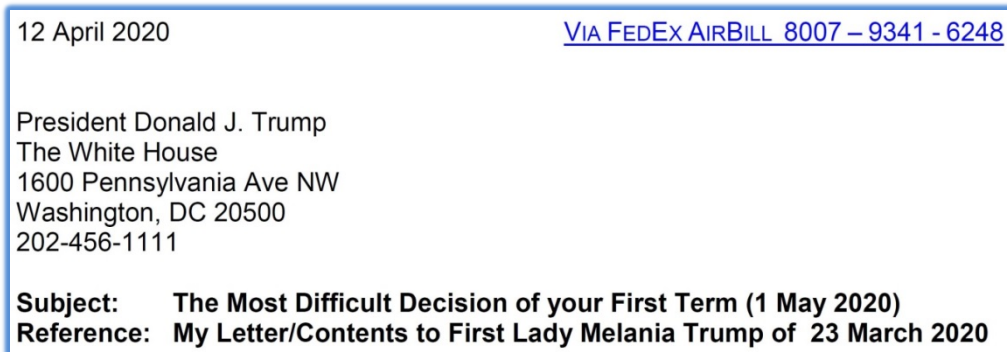 12 April 2020 VIA FEDEX AIRBILL 8007 – 9341 - 6248
President Donald J. Trump
The White House
1600 Pennsylvania Ave NW
Washington, DC 20500
202-456-1111
Subject: The Most Difficult Decision of your First Term (1 May 2020)
Reference: My Letter/Contents to First Lady Melania Trump of 23 March 2020